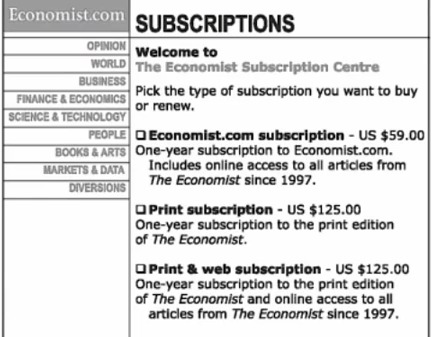 Economist.com
OPINION
WORLD
BUSINESS
FINANCE & ECONOMICS
SCIENCE & TECHNOLOGY
PEOPLE
BOOKS & ARTS
MARKETS & DATA
DIVERSIONS
SUBSCRIPTIONS
Welcome to
The Economist Subscription Centre
Pick the type of subscription you want to buy
or renew.
❑ Economist.com subscription - US $59.00
One-year subscription to Economist.com.
Includes online access to all articles from
The Economist since 1997.
❑ Print subscription - US $125.00
One-year subscription to the print edition
of The Economist.
❑ Print & web subscription - US $125.00
One-year subscription to the print edition
of The Economist and online access to all
articles from The Economist since 1997.